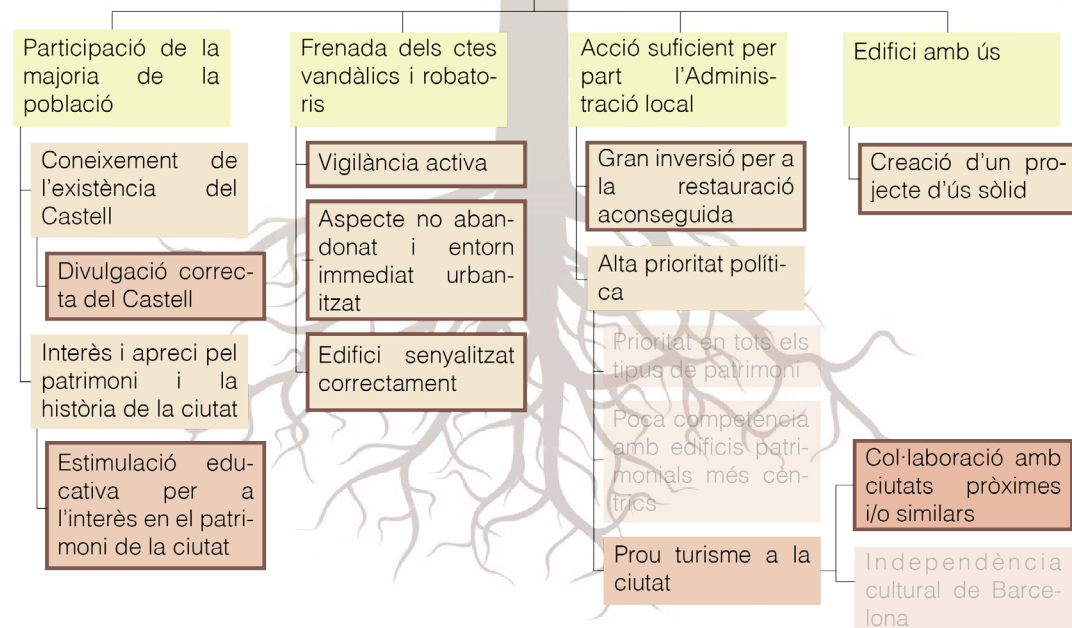 Participació de la
majoria de la
població
Coneixement de
l'existència del
Castell
Divulgació correc-
ta del Castell
Interès i apreci pel
patrimoni i la
història de la ciutat
Estimulació edu-
cativa per a
l'interès en el patri-
moni de la ciutat
Frenada dels ctes
vandàlics i robato-
ris
Vigilància activa
Aspecte no aban-
donat i entorn
immediat urban-
itzat
Edifici senyalitzat
correctament
Acció suficient per
part l'Adminis-
tració local
Gran inversió per a
la restauració
aconseguida
Alta prioritat políti-
ca
Prioritat en tots els
tipus de patrimoni
Poca competència
amb edificis patri-
monials més cèn-
trics
Prou turisme a la
ciutat
Col·laboració amb
ciutats pròximes
i/o similars
Independència
cultural de Barce-
lona
Edifici amb ús
Creació d'un pro-
jecte d'ús sòlid